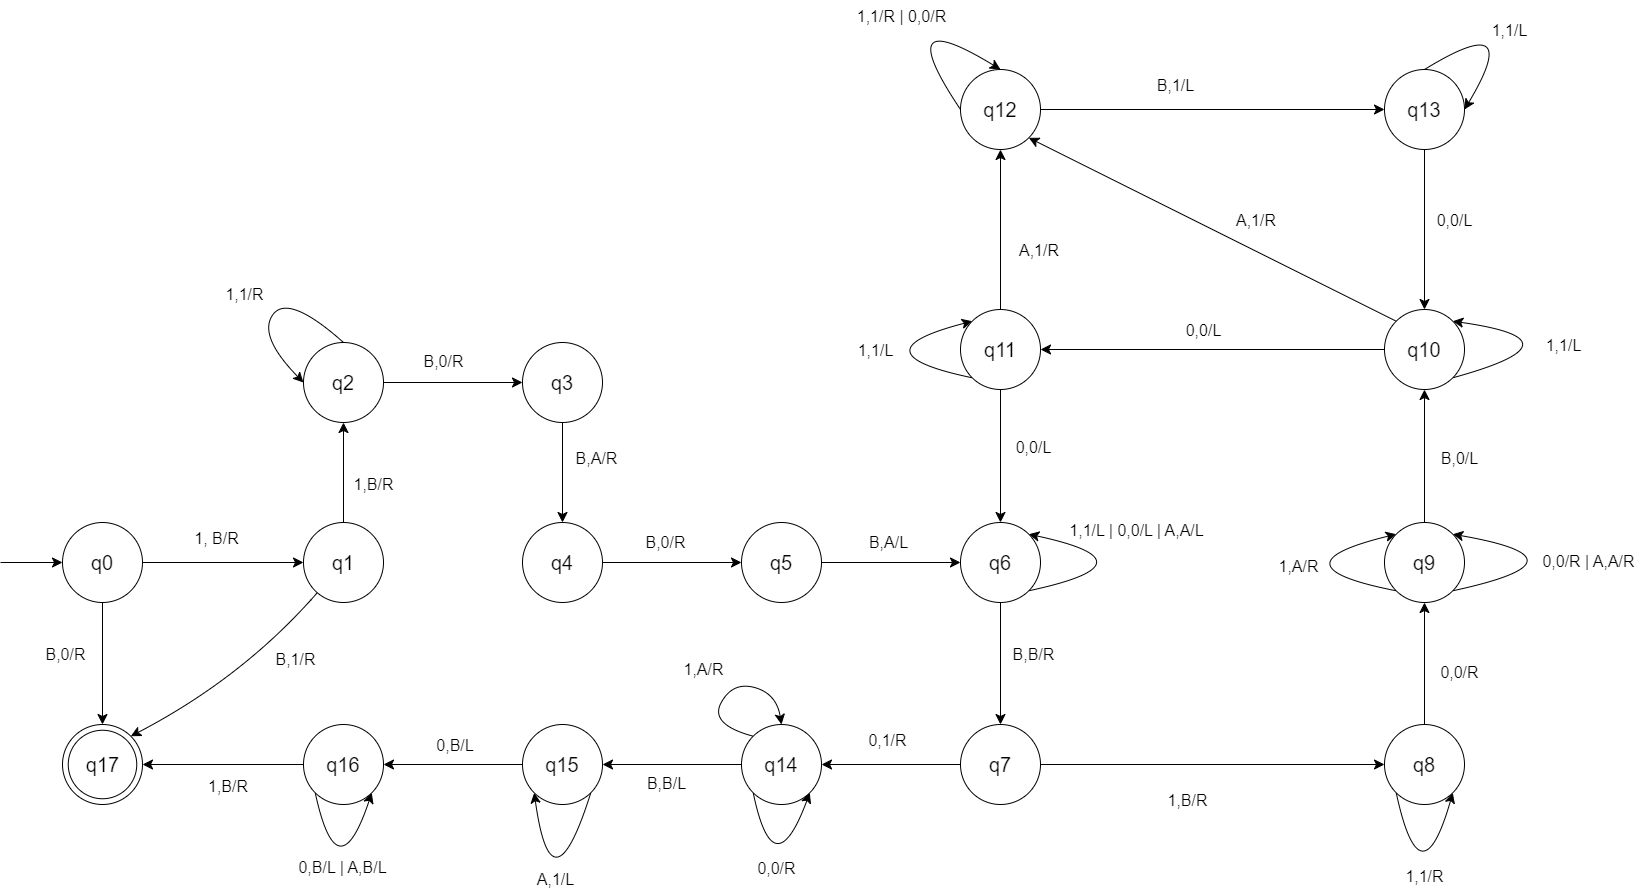 1,1/R | 0,0/R
1,1/L
B,1/L
q12
q13
A,1/R
0,0/L
A,1/R
1,1/R
0,0/L
1,1/L
q11
q10
1,1/L
B,0/R
q2
q3
0,0/L
B,A/R
B,0/L
1,B/R
1, B/R
B,0/R
B,A/L
1,1/L | 0,0/L | A,A/L
q0
q1
q4
q5
q6
1,A/R
q9
0,0/R | A,A/R
B,0/R
B,1/R
B,B/R
1,A/R
0,0/R
0,B/L
0,1/R
q17
q16
q15
q14
q7
q8
1,B/R
B,B/L
1,B/R
0,B/L | A,B/L
A,1/L
0,0/R
1,1/R